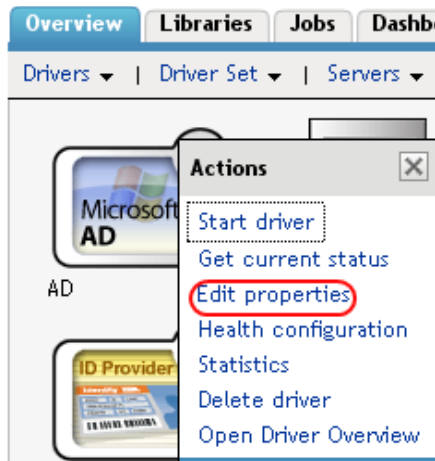 Overview Libraries Jobs Dashb
Drivers | Driver Set | Servers
Actions
Microsoft
AD
Start driver
Get current status
AD
Edit properties
Health configuration
ID Provider
Statistics
Delete driver
Open Driver Overview